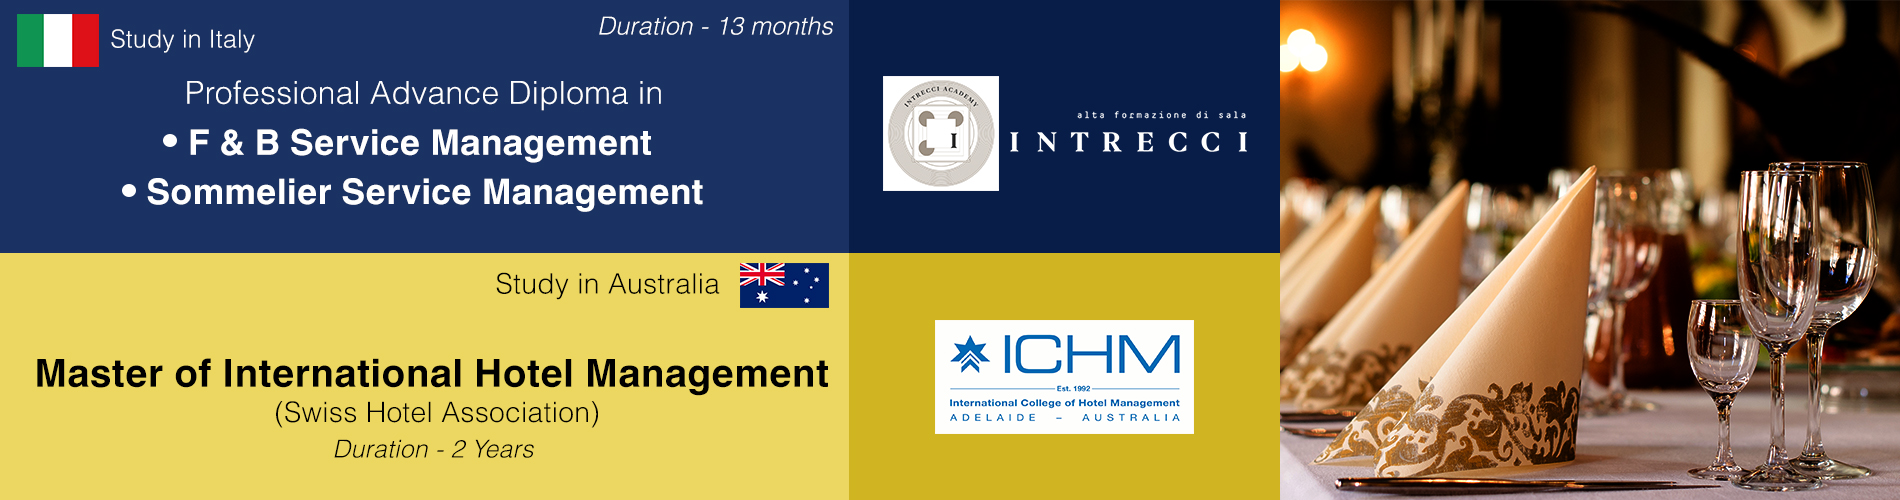 Study in Italy
Duration - 13 months
Professional Advance Diploma in
• F & B Service Management
• Sommelier Service Management
INTRECCI ACADEMY
I
alta formazione di sala
INTRECCI
Study in Australia
Master of International Hotel Management
(Swiss Hotel Association)
Duration - 2 Years
ICHM
Est. 1992
International College of Hotel Management
ADELAIDE - AUSTRALIA